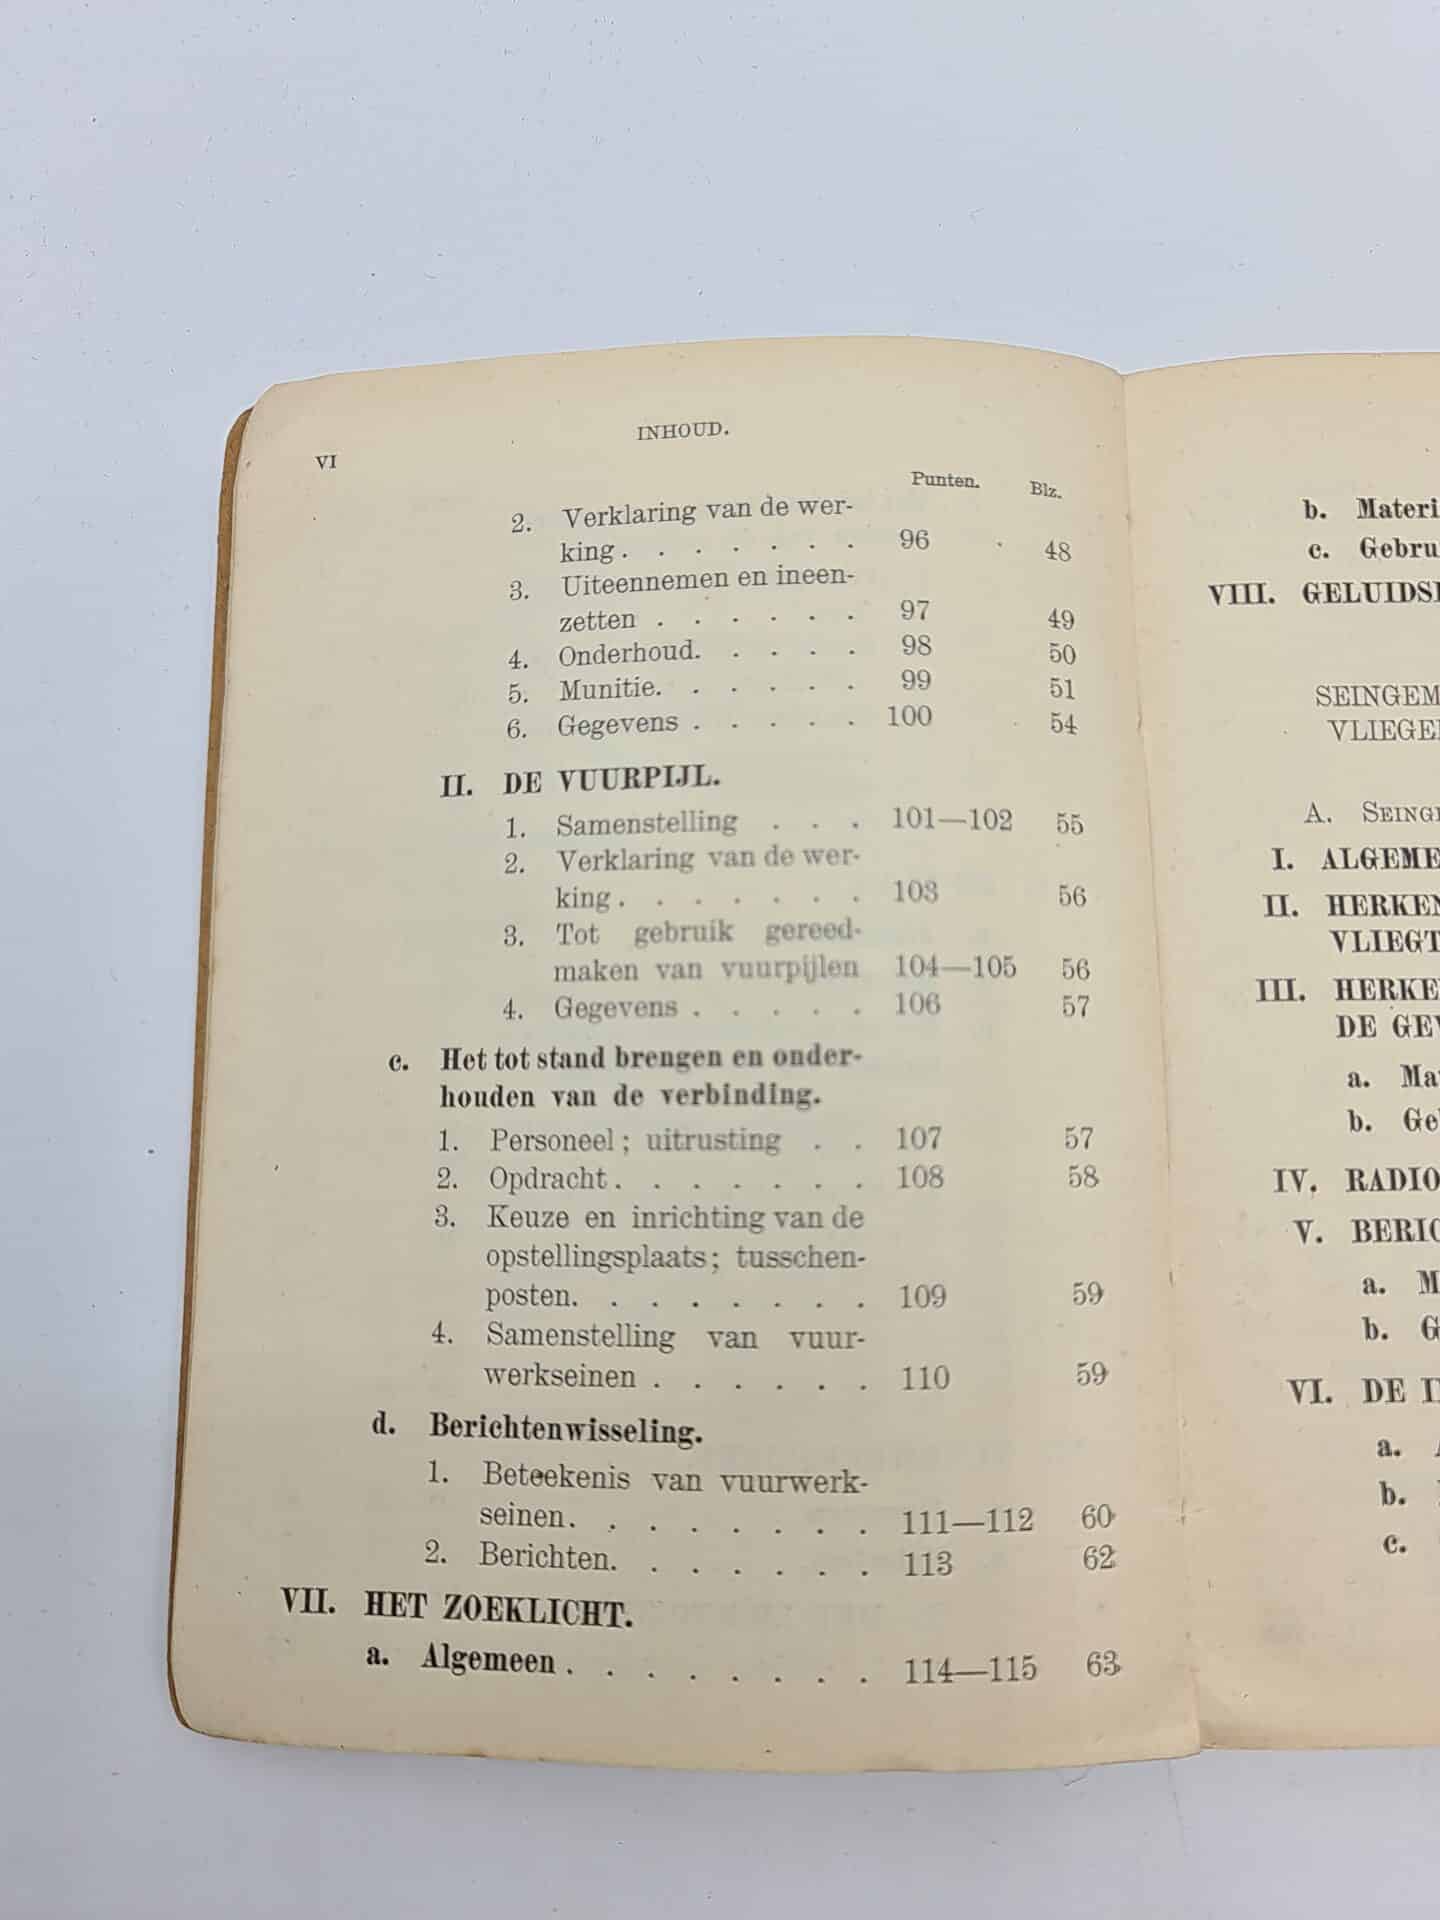 VI
INHOUD.
Punten. Blz.
2. Verklaring van de wer-
king . . . . . . . 96 48
3. Uiteennemen en ineen-
zetten . . . . . . 97 49
4. Onderhoud. . . . . 98 50
5. Munitie. . . . . . 99 51
6. Gegevens . . . . . 100 54
II. DE VUURPIJL.
1. Samenstelling . . . 101—102 55
2. Verklaring van de wer-
king . . . . . . . 103 56
3. Tot gebruik gereed-
maken van vuurpijlen 104—105 56
4. Gegevens . . . . . 106 57
c. Het tot stand brengen en onder-
houden van de verbinding.
1. Personeel; uitrusting . . 107 57
2. Opdracht . . . . . . . 108 58
3. Keuze en inrichting van de
opstellingsplaats; tusschen-
posten. . . . . . . . 109 59
4. Samenstelling van vuur-
werkseinen . . . . . . 110 59
d. Berichtenwisseling.
1. Beteekenis van vuurwerk-
seinen. . . . . . . . 111—112 60
2. Berichten. . . . . . . 113 62
VII. HET ZOEKLICHT.
a. Algemeen . . . . . . . . 114—115 63
b. Materi
c. Gebru
VIII. GELUIDS
SEINGEM
VLIEGE
A. SEING
I. ALGEME
II. HERKEN
VLIEGT
III. HERKE
DE GEV
a. Ma
b. Ge
IV. RADIO
V. BERIC
a. M
b. G
VI. DE I
a.
b.
c.